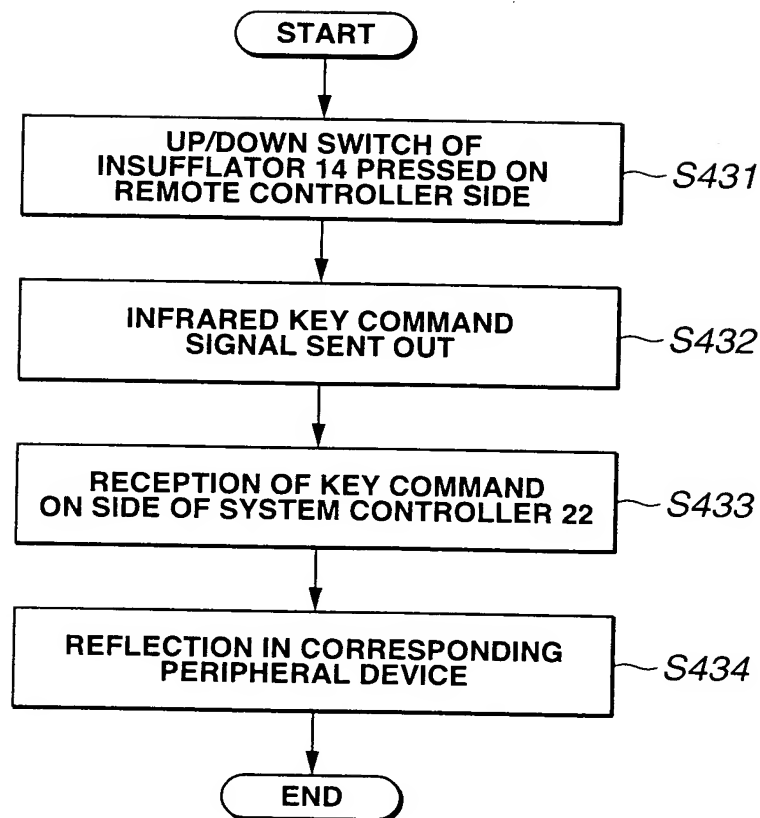 START
UP/DOWN SWITCH OF
INSUFFLATOR 14 PRESSED ON
REMOTE CONTROLLER SIDE
S431
INFRARED KEY COMMAND
SIGNAL SENT OUT
S432
RECEPTION OF KEY COMMAND
ON SIDE OF SYSTEM CONTROLLER 22
S433
REFLECTION IN CORRESPONDING
PERIPHERAL DEVICE
S434
END